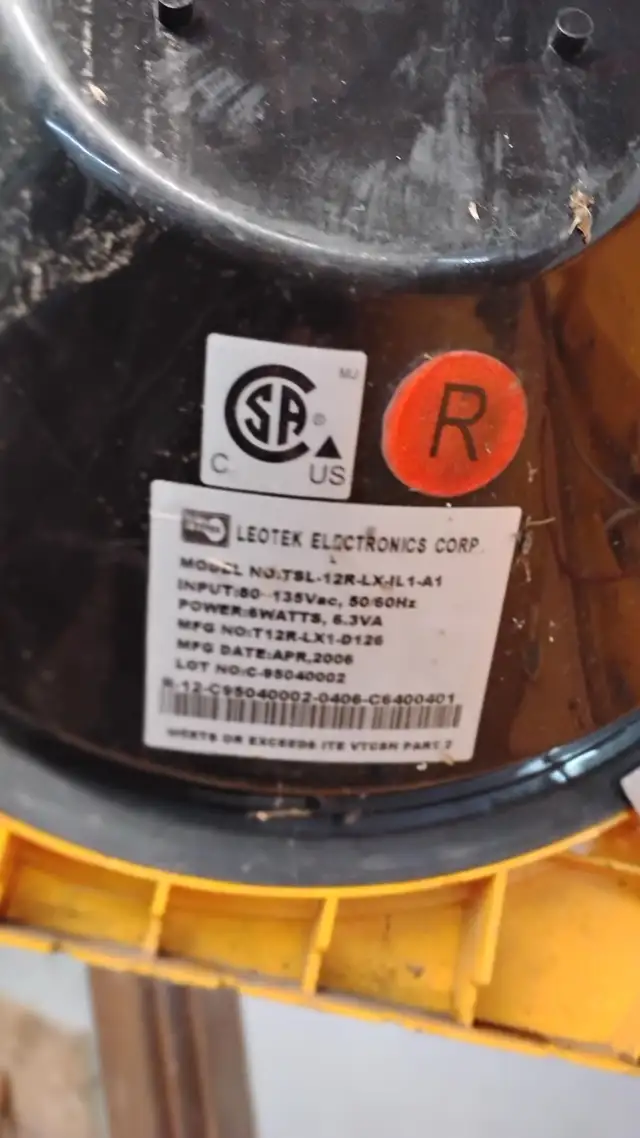 MJ
CSA®
C US
R
LEOTEK ELECTRONICS CORP.
MODEL NO:TSL-12R-LX-IL1-A1
INPUT:80 135Vac, 50/60Hz
POWER:6WATTS, 6.3VA
MFG NO:T12R-LX1-D126
MFG DATE:APR,2006
LOT NO:C-95040002
R-12-C95040002-0406-C6400401
MEETS OR EXCEEDS ITE VTCSH PART 2